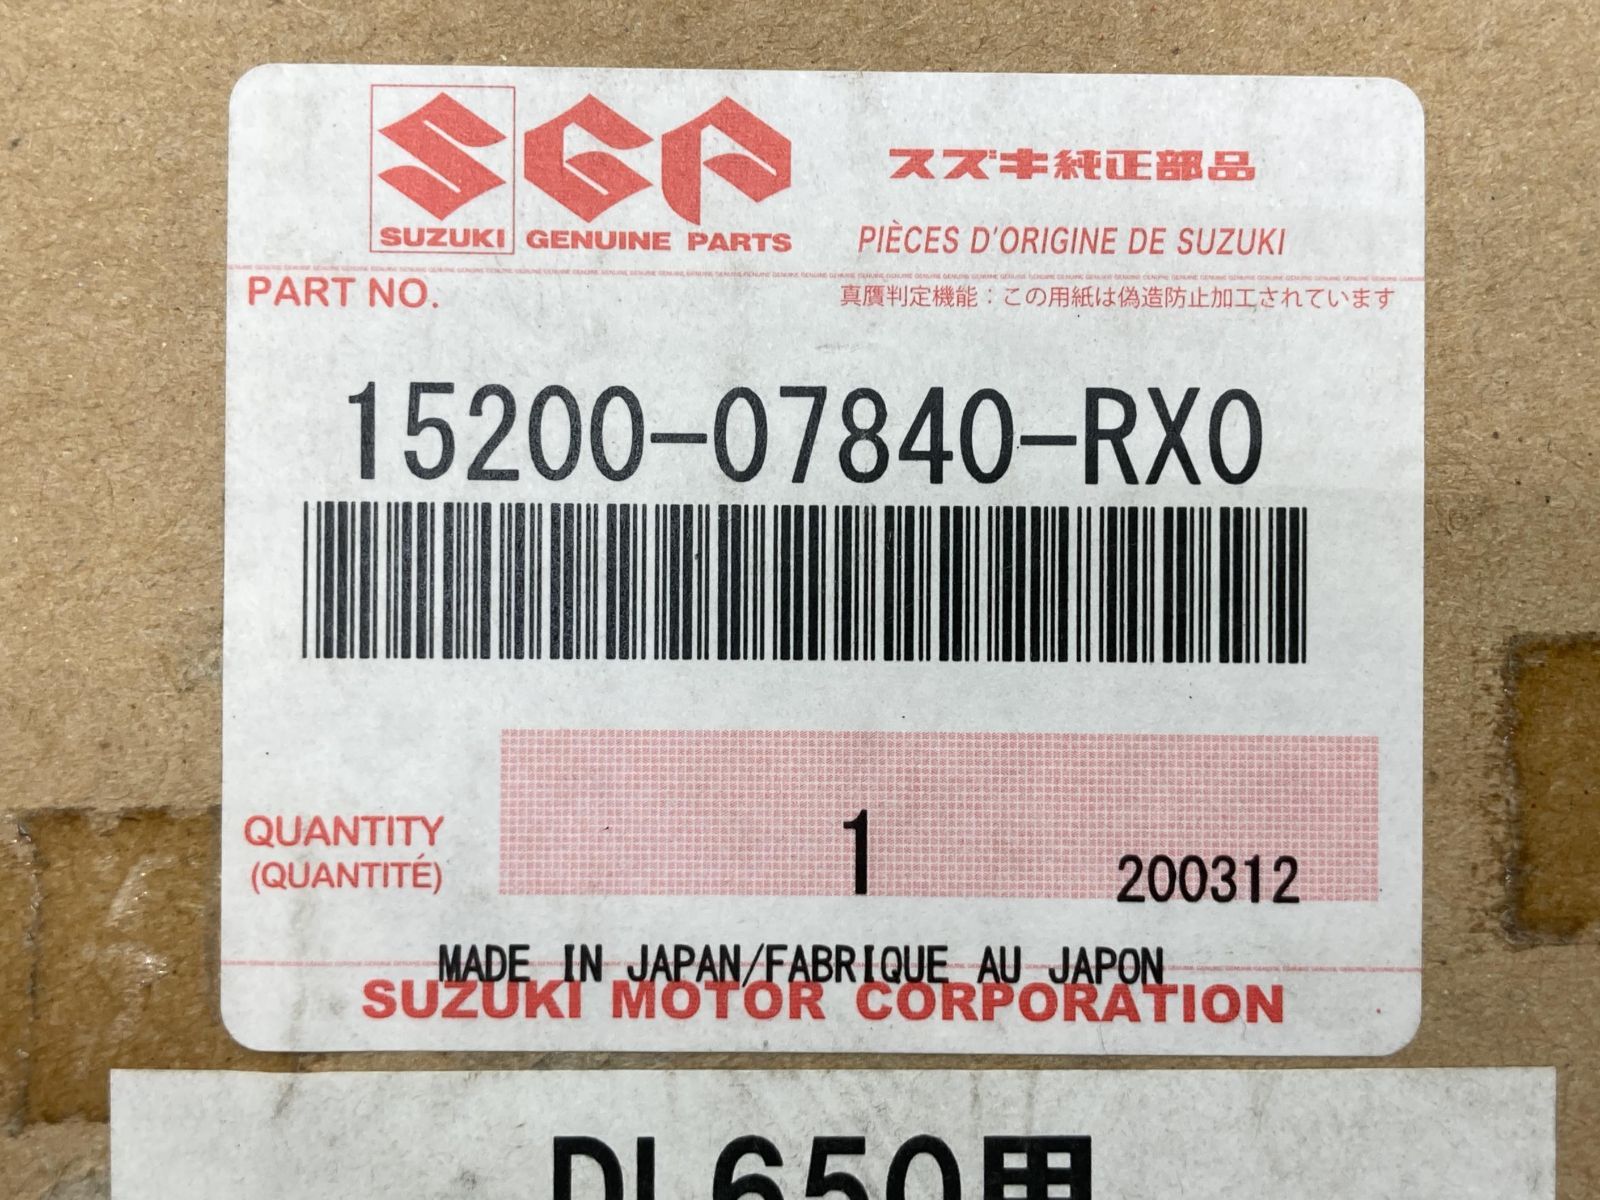 SGP
スズキ純正部品
SUZUKI GENUINE PARTS
PIÈCES D'ORIGINE DE SUZUKI
PART NO.
真贋判定機能：この用紙は偽造防止加工されています
15200-07840-RX0
QUANTITY
(QUANTITÉ)
1
200312
MADE IN JAPAN/FABRIQUE AU JAPON
SUZUKI MOTOR CORPORATION
DL650用